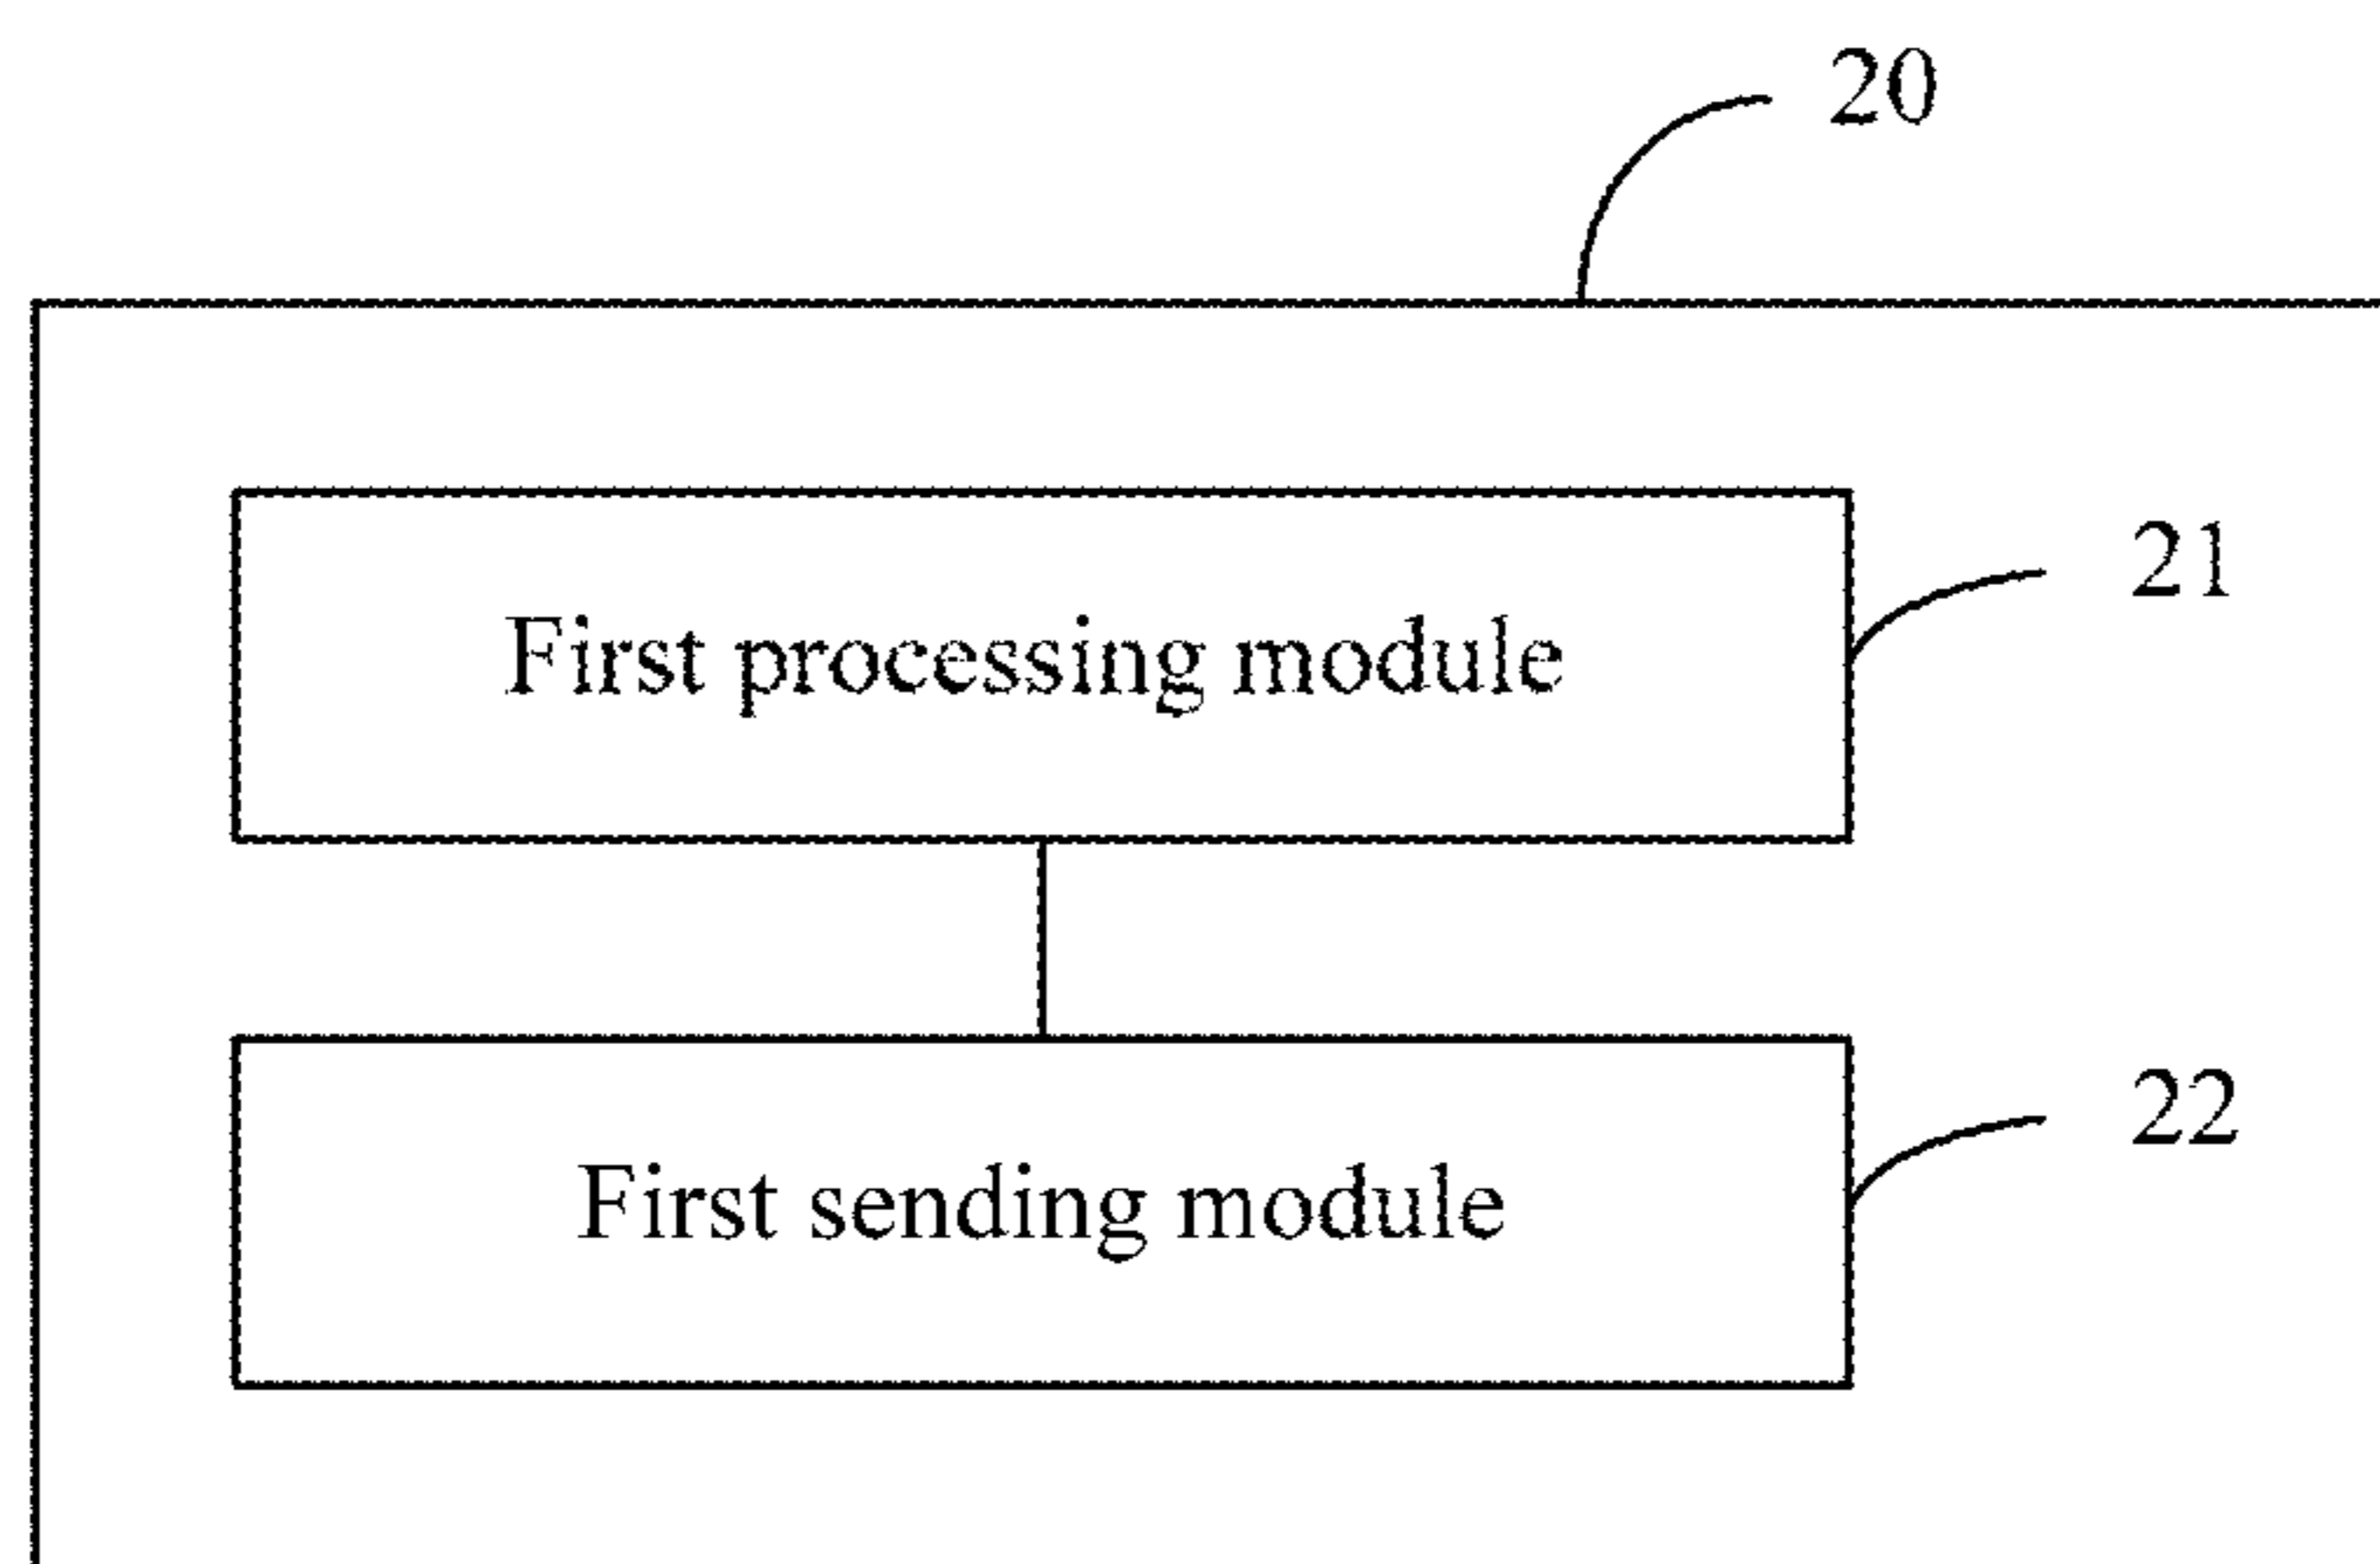 20
First processing module
21
First sending module
22